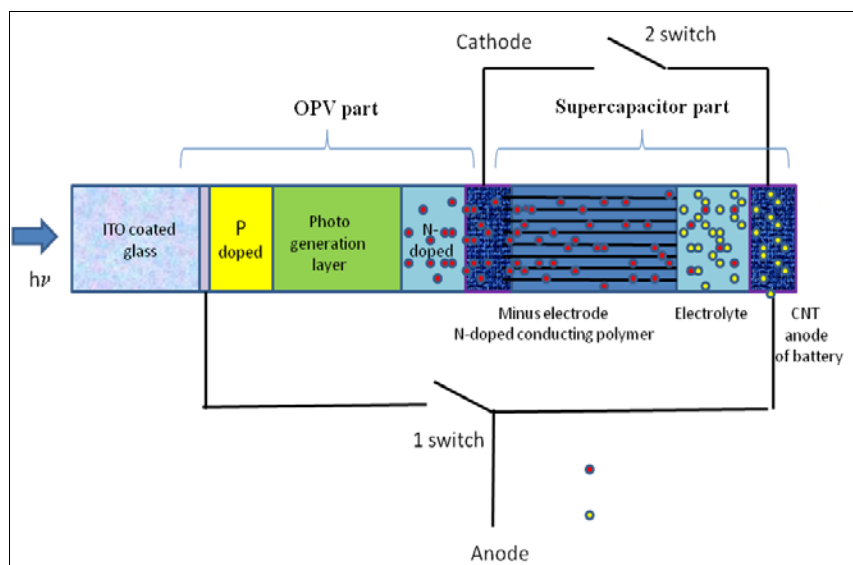 Cathode
2 switch
OPV part
Supercapacitor part
ITO coated
glass
P
doped
Photo
generation
layer
N-
doped
hν
Minus electrode
N-doped conducting polymer
Electrolyte
CNT
anode
of battery
1 switch
Anode